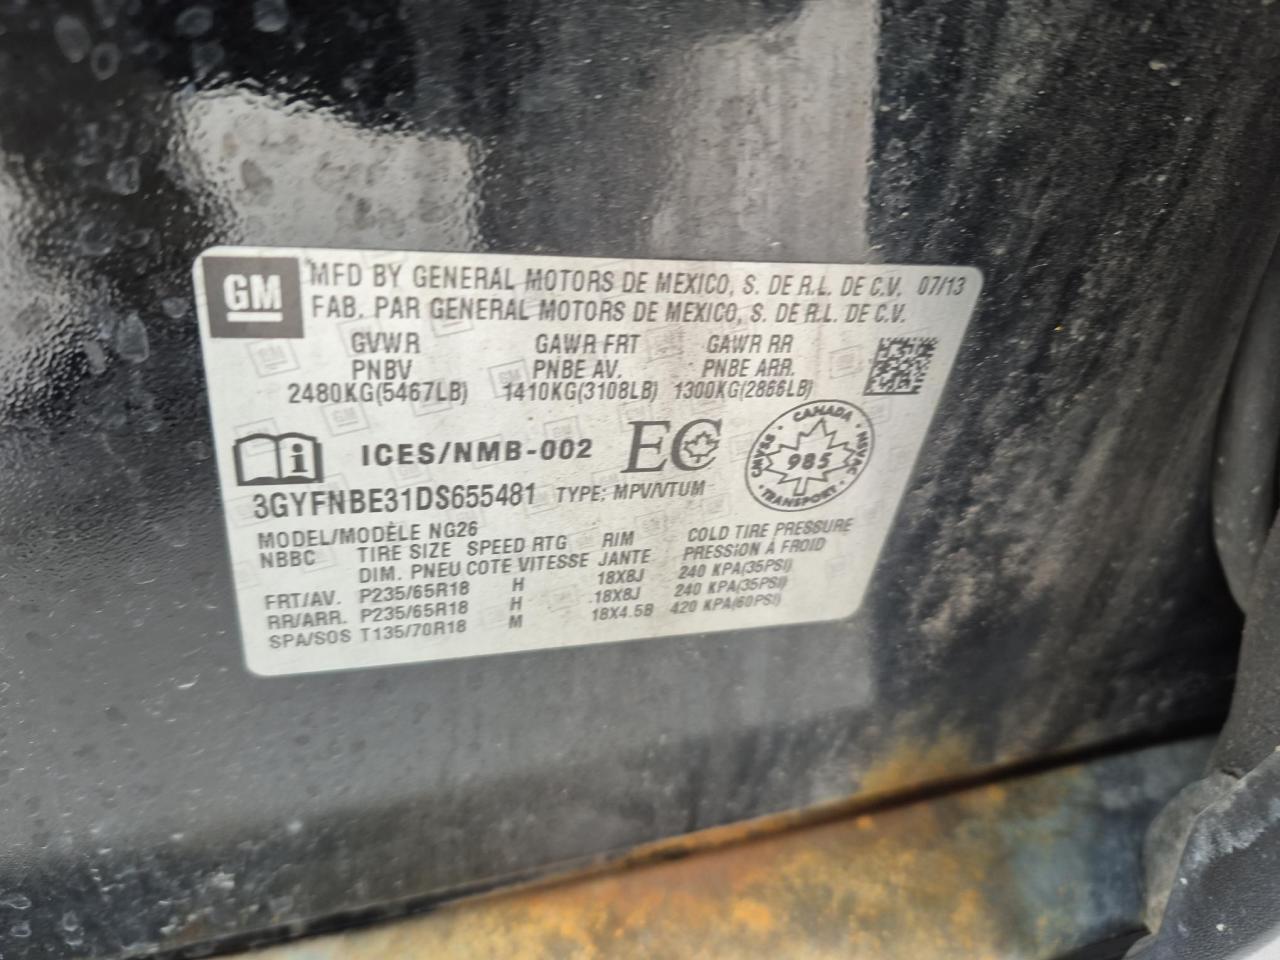 GM
MFD BY GENERAL MOTORS DE MEXICO, S. DE R.L. DE C.V. 07/13
FAB. PAR GENERAL MOTORS DE MEXICO, S. DE R.L. DE C.V.
GVWR GAWR FRT GAWR RR
PNBV PNBE AV. PNBE ARR.
2480KG(5467LB) 1410KG(3108LB) 1300KG(2866LB)
ICES/NMB-002 EC
CANADA
NSVAC 985 CMVSS
TRANSPORT
3GYFNBE31DS655481 TYPE: MPV/VTUM
MODEL/MODÈLE NG26
NBBC TIRE SIZE SPEED RTG RIM COLD TIRE PRESSURE
DIM. PNEU COTE VITESSE JANTE PRESSION À FROID
FRT/AV. P235/65R18 H 18X8J 240 KPA(35PSI)
RR/ARR. P235/65R18 H 18X8J 240 KPA(35PSI)
SPA/SOS T135/70R18 M 18X4.5B 420 KPA(60PSI)